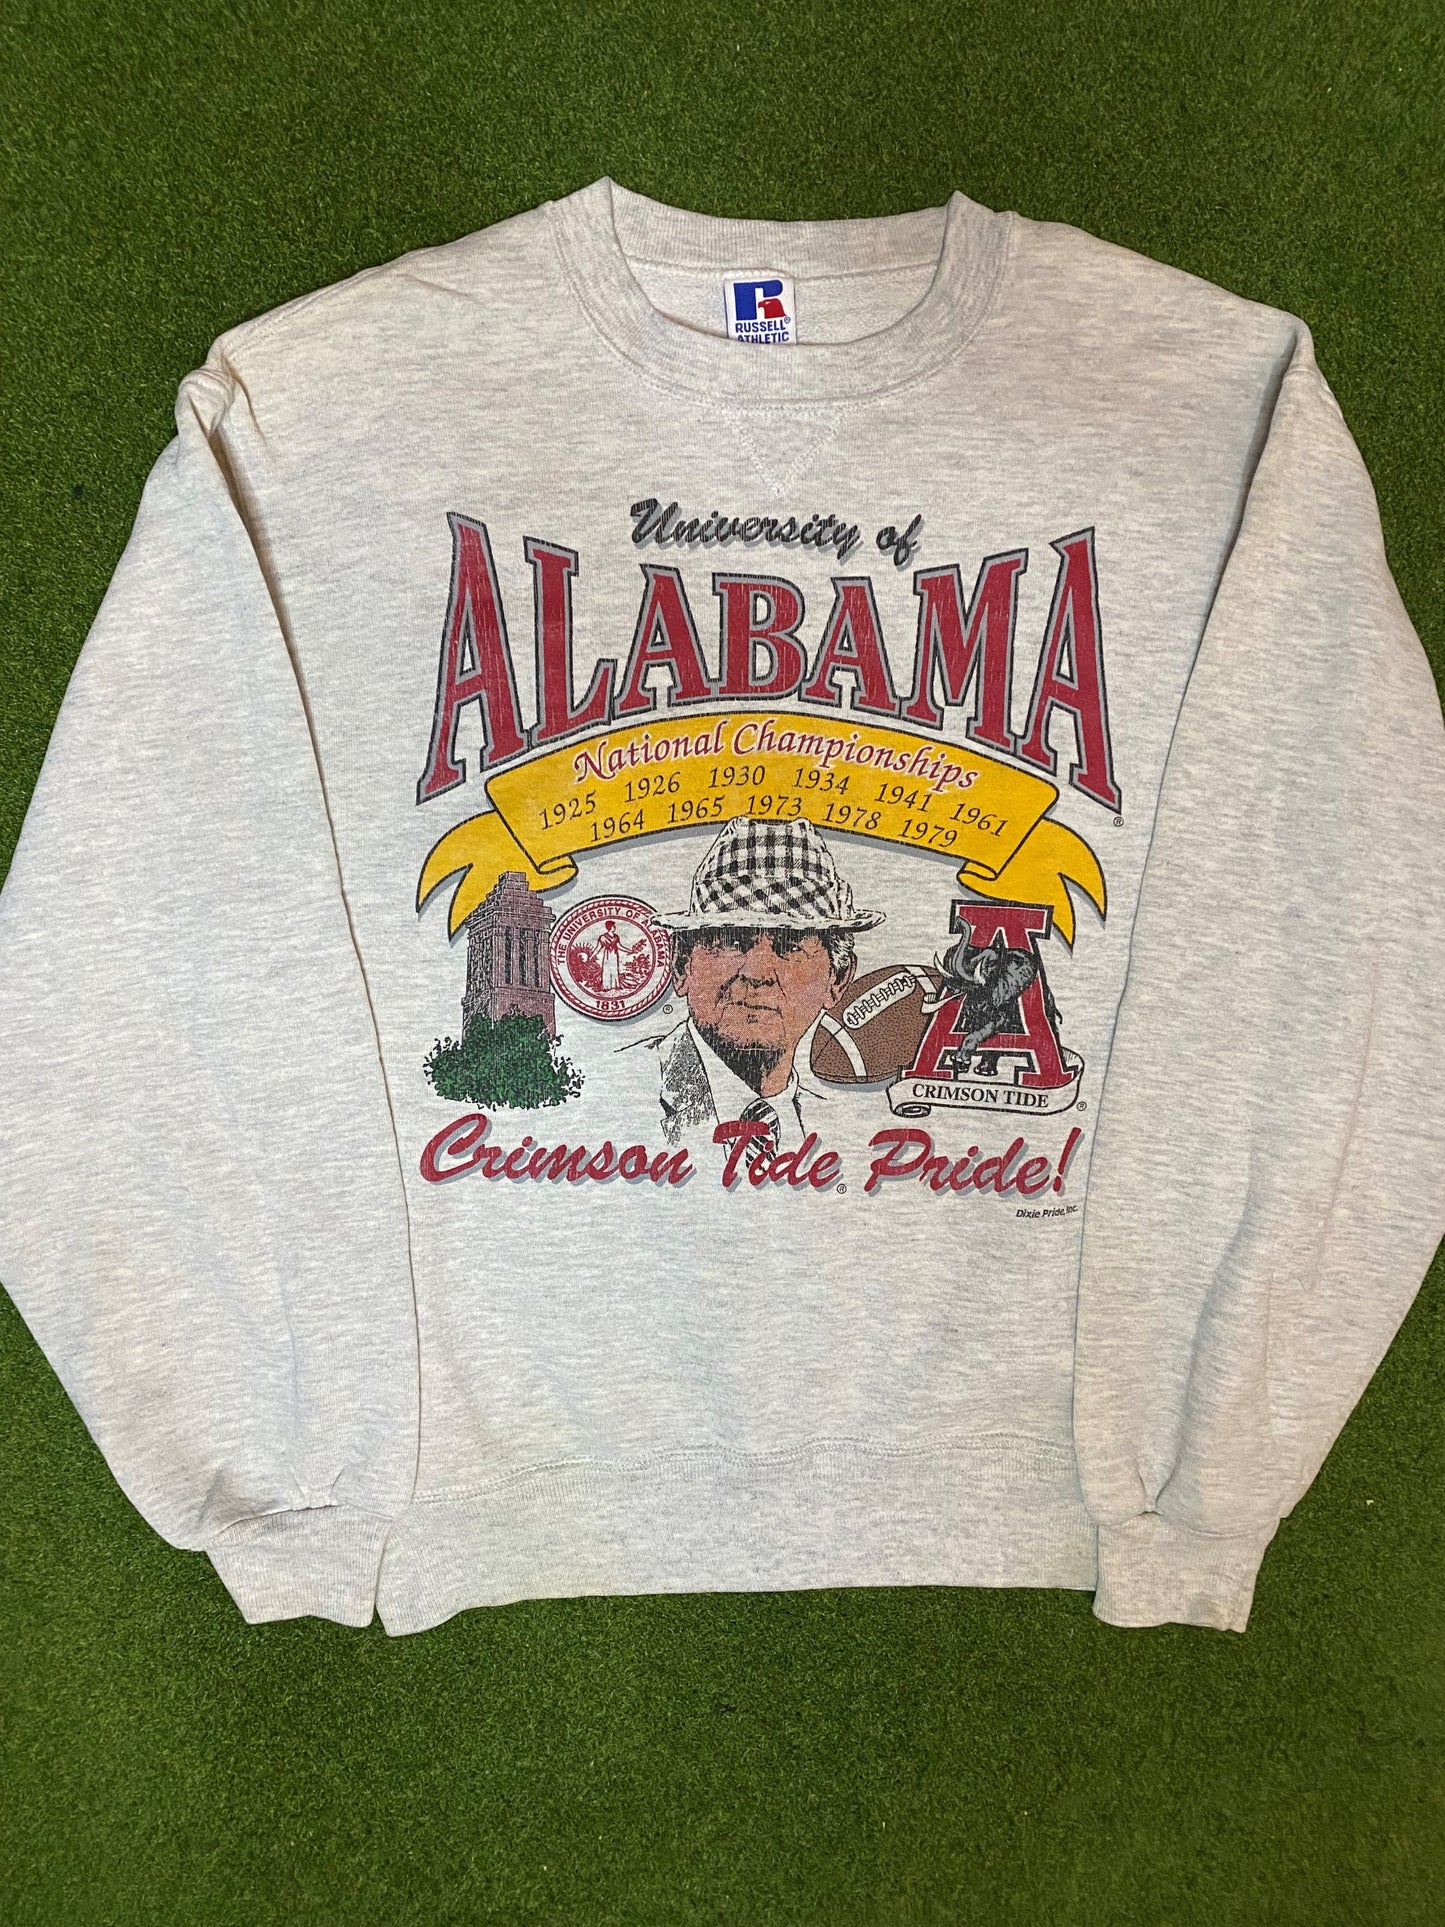 RUSSELL®
ATHLETIC
University of
ALABAMA®
National Championships
1925 1926 1930 1934 1941 1961
1964 1965 1973 1978 1979
THE UNIVERSITY OF ALABAMA
1831
®
A
CRIMSON TIDE
®
Crimson Tide® Pride!
Dixie Pride, Inc.